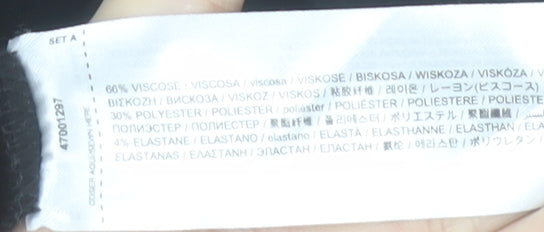 SET A
47001297
66% VISCOSE / VISCOSA / viscosa / VISKOSE / BISKOSA / WISKOZA / VISKÓZA / V
ΒΙΣΚΟΖΗ / ВИСКОЗА / VISKOZ / VISKOS / 粘胶纤维 / 레이온 / レーヨン(ビスコース)
30% POLYESTER / POLIÉSTER / poliéster / POLIESTER / POLIESTERE / POLIESTE
ПОЛИЭСТЕР / ПОЛИЕСТЕР / 聚酯纤维 / 폴리에스터 / ポリエステル / 聚酯纖維 /
4% ELASTANE / ELASTANO / elastano / ELASTA / ELASTHANNE / ELASTHAN / ELA
ELASTANAS / ΕΛΑΣΤΑΝΗ / ЭЛАСТАН / ЕЛАСТАН / 氨纶 / 에라스탄 / ポリウレタン /